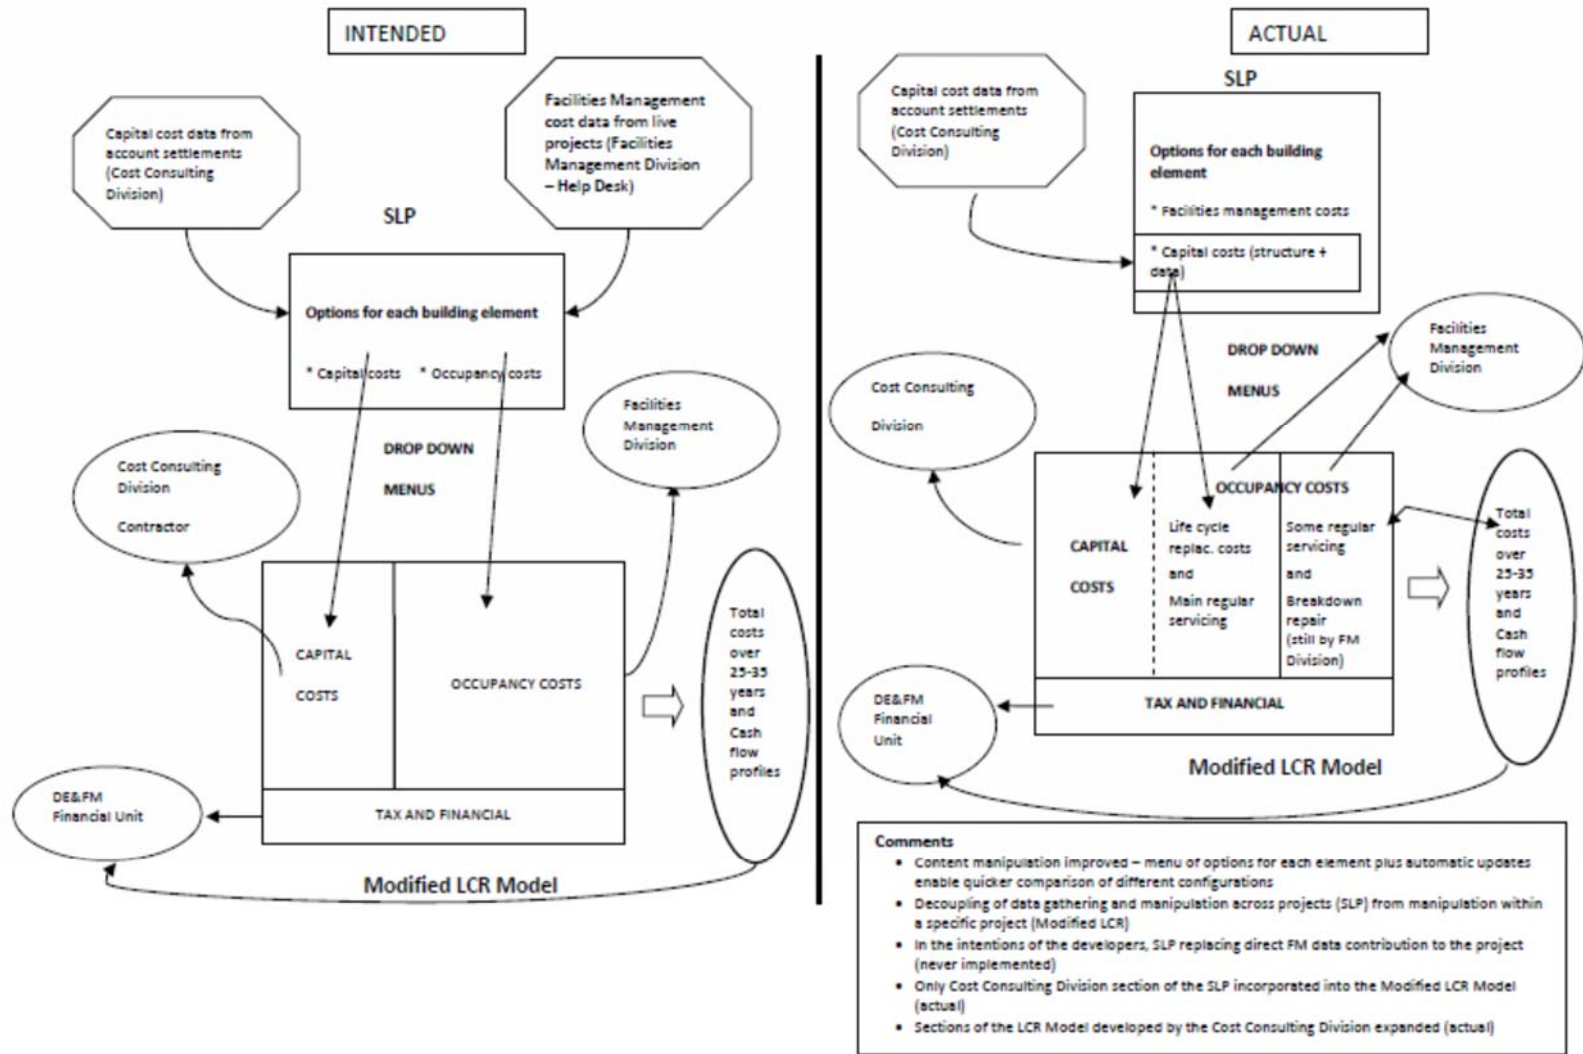 INTENDED
Capital cost data from
account settlements
(Cost Consulting
Division)
Facilities Management
cost data from live
projects (Facilities
Management Division
– Help Desk)
SLP
Options for each building element
* Capital costs * Occupancy costs
DROP DOWN
MENUS
Facilities
Management
Division
Cost Consulting
Division
Contractor
CAPITAL
COSTS
OCCUPANCY COSTS
TAX AND FINANCIAL
Total
costs
over
25-35
years
and
Cash
flow
profiles
DE&FM
Financial Unit
Modified LCR Model
ACTUAL
SLP
Capital cost data from
account settlements
(Cost Consulting
Division)
Options for each building
element
* Facilities management costs
* Capital costs (structure +
data)
DROP DOWN
MENUS
Facilities
Management
Division
Cost Consulting
Division
OCCUPANCY COSTS
CAPITAL
COSTS
Life cycle
replac. costs
and
Main regular
servicing
Some regular
servicing
and
Breakdown
repair
(still by FM
Division)
TAX AND FINANCIAL
Total
costs
over
25-35
years
and
Cash
flow
profiles
DE&FM
Financial
Unit
Modified LCR Model
Comments
• Content manipulation improved – menu of options for each element plus automatic updates
enable quicker comparison of different configurations
• Decoupling of data gathering and manipulation across projects (SLP) from manipulation within
a specific project (Modified LCR)
• In the intentions of the developers, SLP replacing direct FM data contribution to the project
(never implemented)
• Only Cost Consulting Division section of the SLP incorporated into the Modified LCR Model
(actual)
• Sections of the LCR Model developed by the Cost Consulting Division expanded (actual)